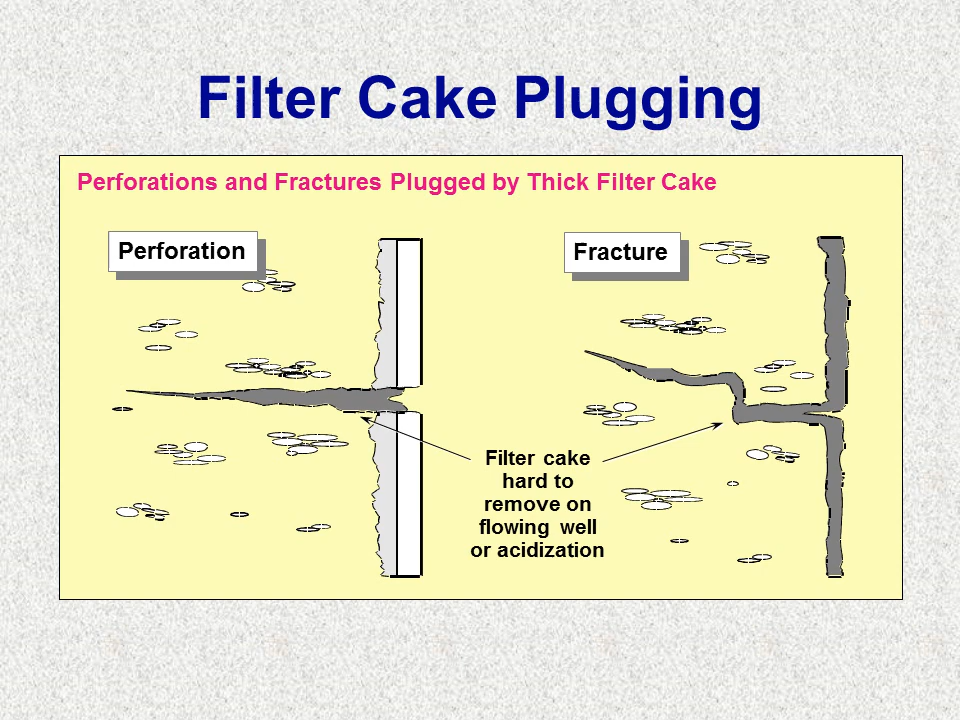 Filter Cake Plugging
Perforations and Fractures Plugged by Thick Filter Cake
Perforation
Fracture
Filter cake
hard to
remove on
flowing well
or acidization